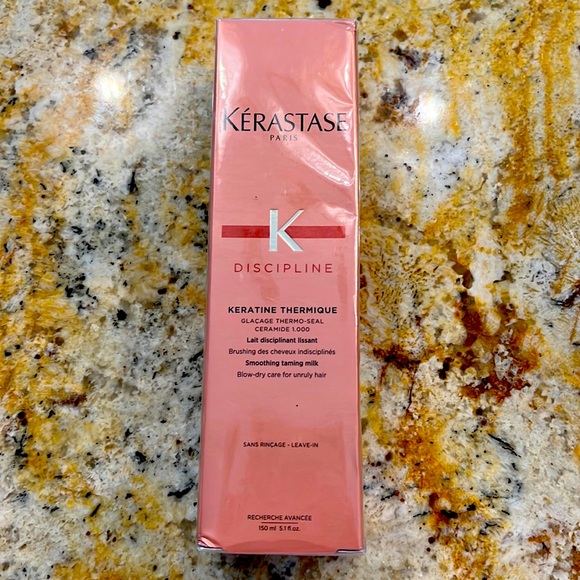 KÉRASTASE
PARIS
K
DISCIPLINE
KERATINE THERMIQUE
GLAÇAGE THERMO-SEAL
CERAMIDE 1.000
Lait disciplinant lissant
Brushing des cheveux indisciplinés
Smoothing taming milk
Blow-dry care for unruly hair
SANS RINÇAGE - LEAVE-IN
RECHERCHE AVANCÉE
150 ml 5.1 fl.oz.